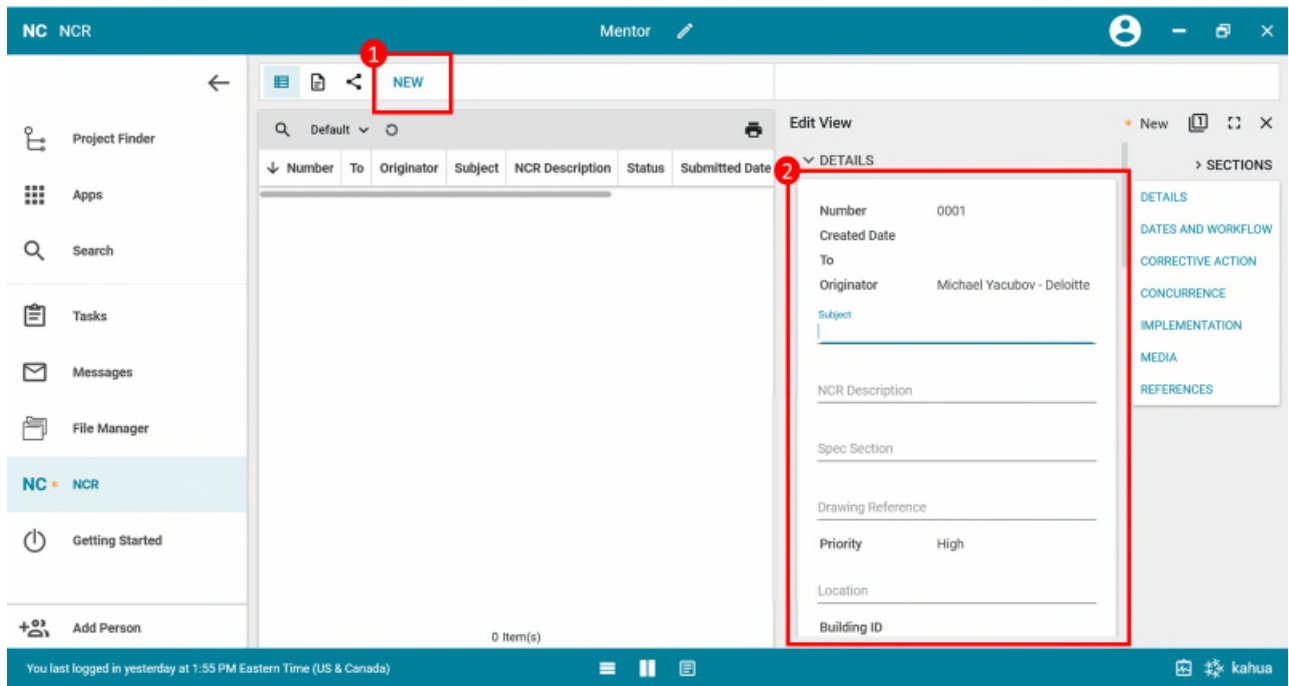 NC NCR
Mentor
1
NEW
Project Finder
Apps
Search
Tasks
Messages
File Manager
NC * NCR
Getting Started
Add Person
Default
Number To Originator Subject NCR Description Status Submitted Date
0 Item(s)
Edit View
* New 1
DETAILS
2
Number 0001
Created Date
To
Originator Michael Yacubov - Deloitte
Subject
NCR Description
Spec Section
Drawing Reference
Priority High
Location
Building ID
> SECTIONS
DETAILS
DATES AND WORKFLOW
CORRECTIVE ACTION
CONCURRENCE
IMPLEMENTATION
MEDIA
REFERENCES
You last logged in yesterday at 1:55 PM Eastern Time (US & Canada)
kahua